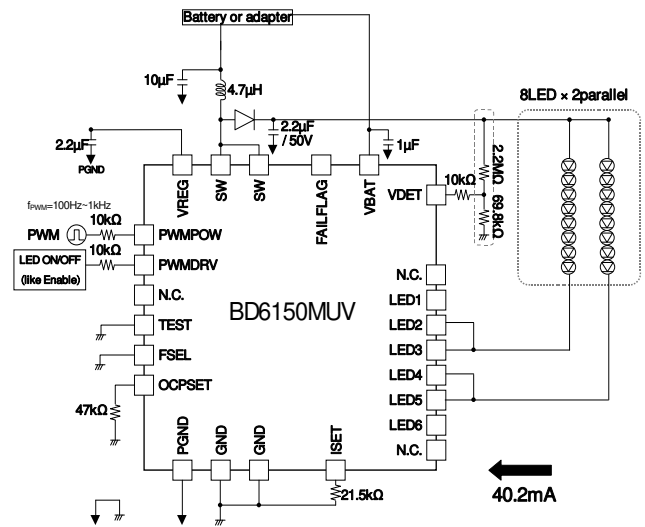 Battery or adapter
10μF
4.7μH
8LED × 2parallel
2.2μF
PGND
2.2μF
/ 50V
1μF
2.2MΩ
69.8kΩ
10kΩ
VREG
SW
SW
FAILFLAG
VBAT
VDET
fPWM=100Hz~1kHz
10kΩ
PWM
PWMPOW
10kΩ
LED ON/OFF
(like Enable)
PWMDRV
N.C.
TEST
FSEL
OCPSET
47kΩ
BD6150MUV
N.C.
LED1
LED2
LED3
LED4
LED5
LED6
N.C.
PGND
GND
GND
ISET
21.5kΩ
40.2mA